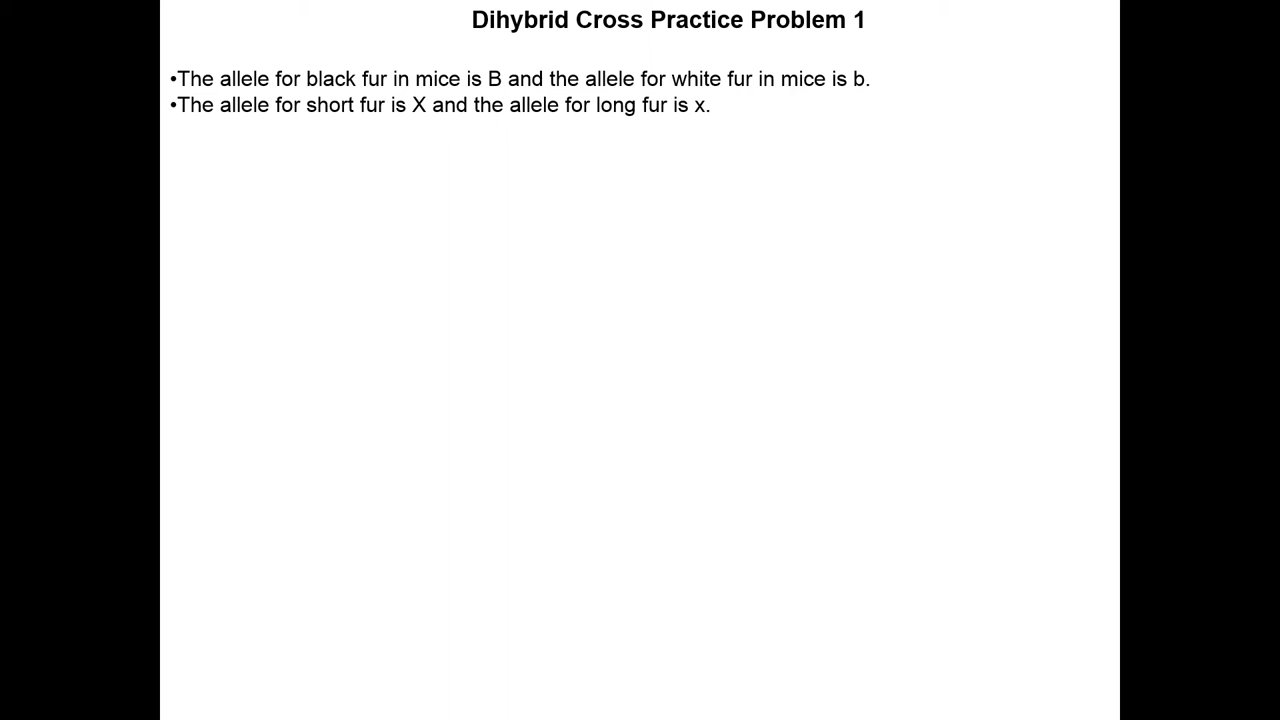 Dihybrid Cross Practice Problem 1
•The allele for black fur in mice is B and the allele for white fur in mice is b.
•The allele for short fur is X and the allele for long fur is x.